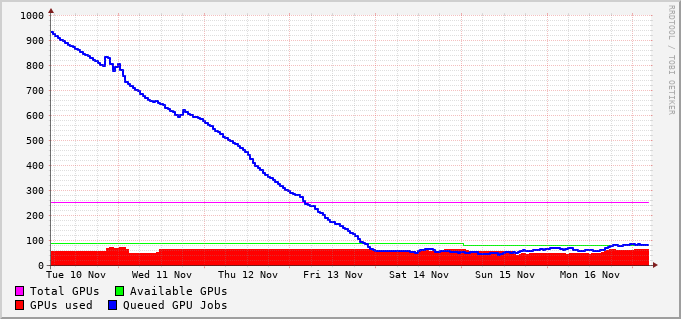 1000
900
800
700
600
500
400
300
200
100
0
Tue 10 Nov Wed 11 Nov Thu 12 Nov Fri 13 Nov Sat 14 Nov Sun 15 Nov Mon 16 Nov
Total GPUs Available GPUs
GPUs used Queued GPU Jobs
RRDTOOL / TOBI OETIKER